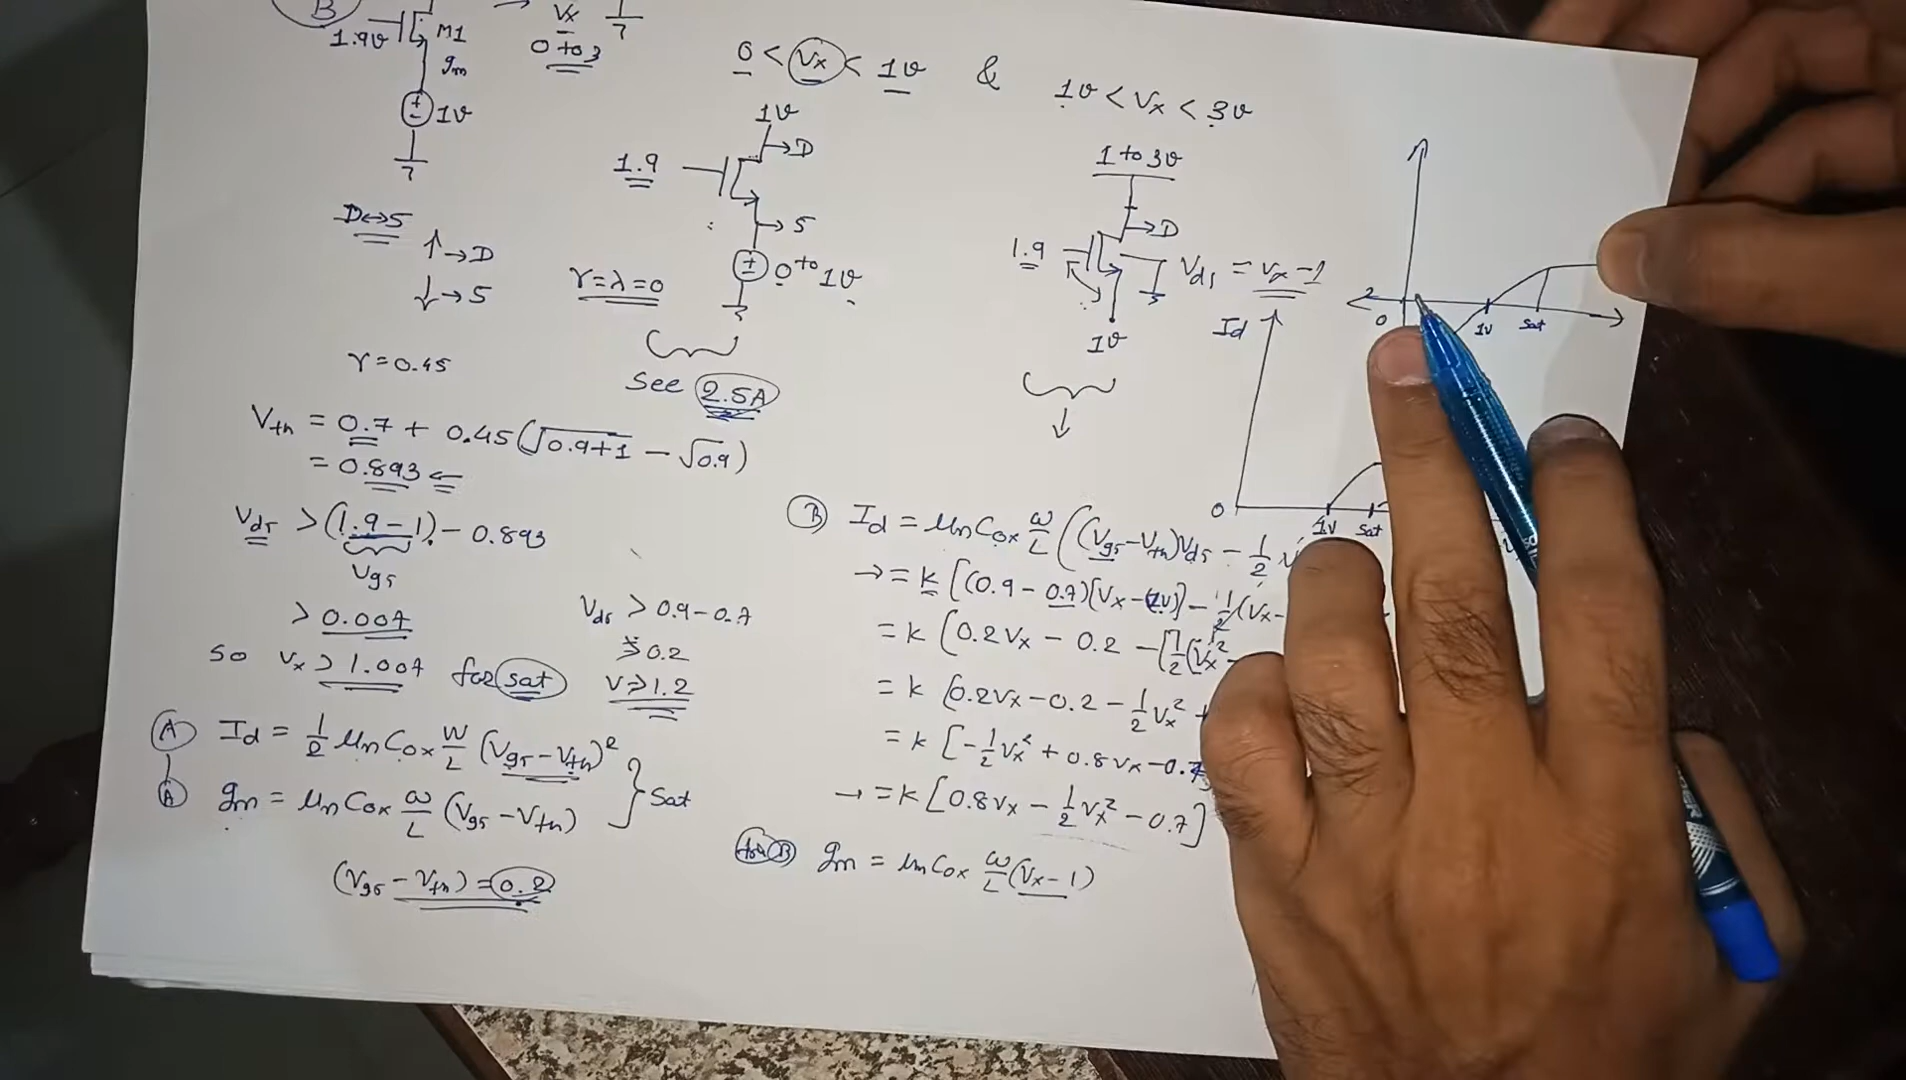 B
1.9v
M1
gm
1v
Vx
0 to 3
0 < Vx < 1v & 1v < Vx < 3v
D↔S
↑→D
↓→S
1v
→D
1.9
→S
0 to 1v
γ=λ=0
See 2.5A
1 to 3v
→D
1.9
Vds = Vx-1
1v
0
1v
Sat
Id
0
1v
Sat
γ=0.45
Vth = 0.7 + 0.45(√0.9+1 - √0.9)
= 0.893 ←
Vds > (1.9-1) - 0.893
Vgs
> 0.007
so Vx > 1.007 for sat
Vds > 0.9-0.7
≥ 0.2
V ≥ 1.2
A Id = 1/2 μnCox W/L (Vgs-Vth)²
A gm = μnCox W/L (Vgs-Vth)
} Sat
(Vgs-Vth) = 0.2
B Id = μnCox W/L ((Vgs-Vth)Vds - 1/2
→ = k [(0.9-0.7)(Vx- ] - 1/2 (Vx-
= k (0.2Vx - 0.2 - [1/2 (Vx²
= k (0.2Vx-0.2-1/2 Vx² +
= k [-1/2 Vx² + 0.8Vx-0.7
→ = k [0.8Vx - 1/2 Vx² - 0.7]
B gm = μnCox W/L (Vx-1)